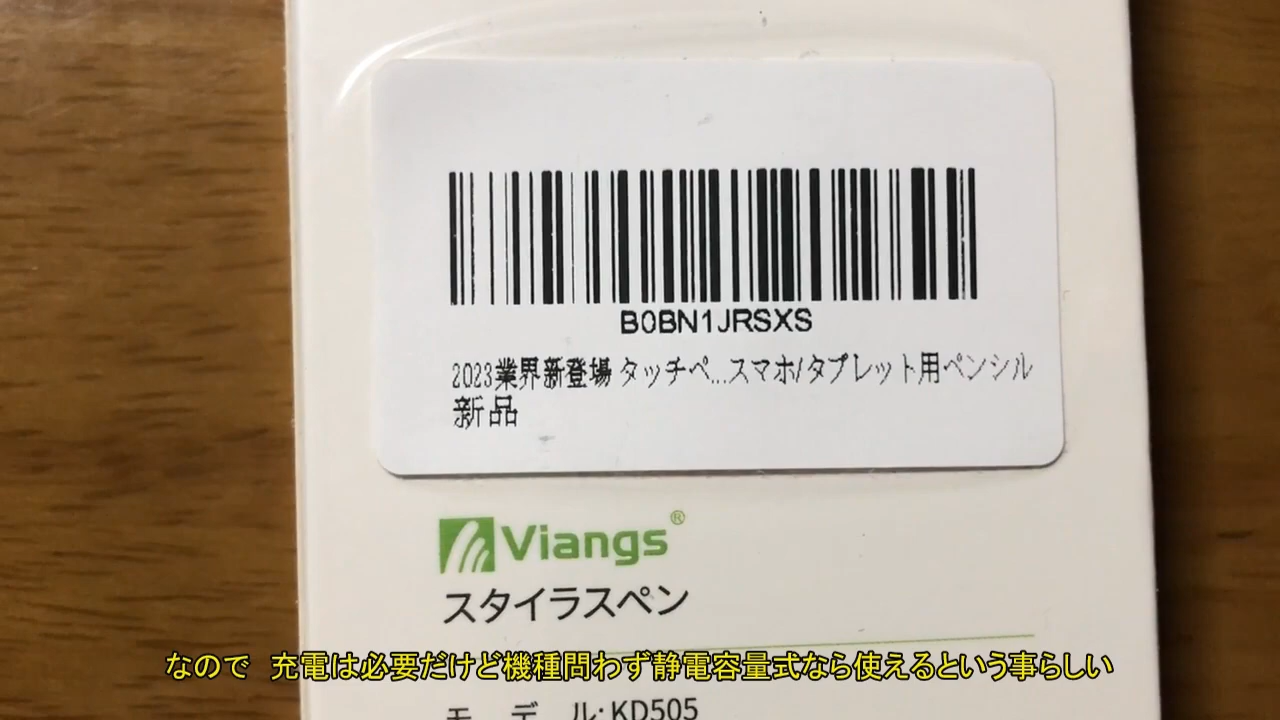 B0BN1JRSXS
2023業界新登場 タッチペ...スマホ/タブレット用ペンシル
新品
Viangs®
スタイラスペン
なので 充電は必要だけど機種問わず静電容量式なら使えるという事らしい
モデル:KD505